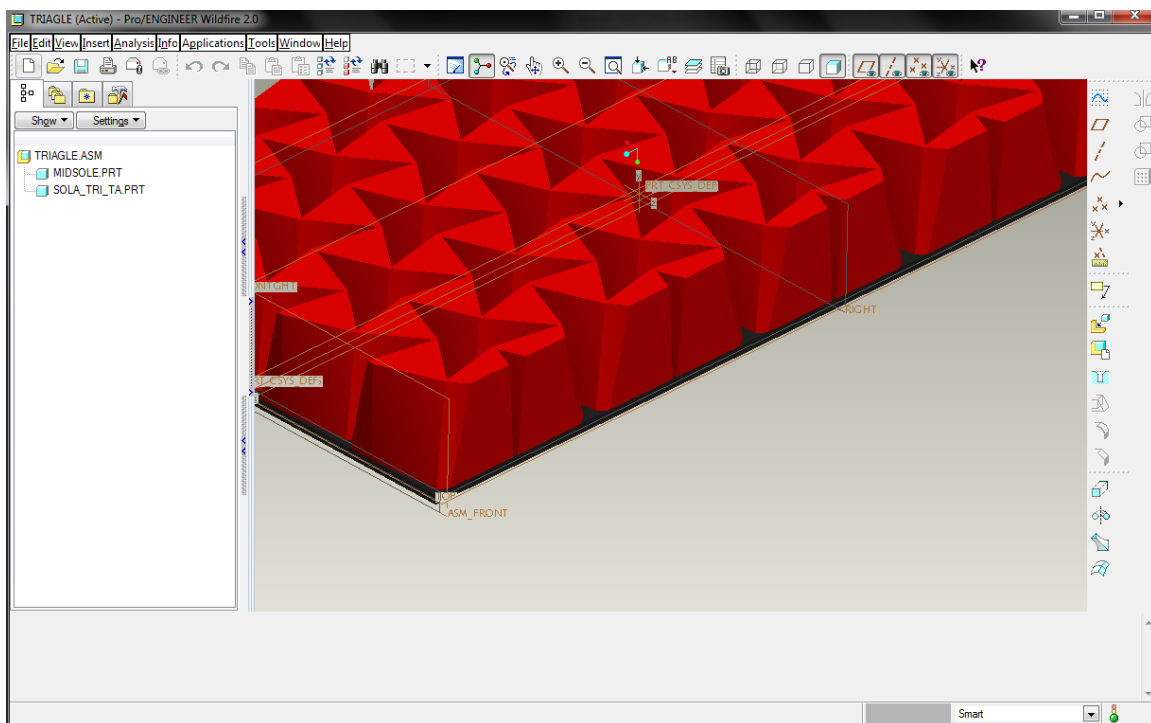 TRIAGLE (Active) - Pro/ENGINEER Wildfire 2.0
File Edit View Insert Analysis Info Applications Tools Window Help
Show Settings
TRIAGLE.ASM
MIDSOLE.PRT
SOLA_TRI_TA.PRT
PRT_CSYS_DEF
RIGHT
ASM_FRONT
Smart